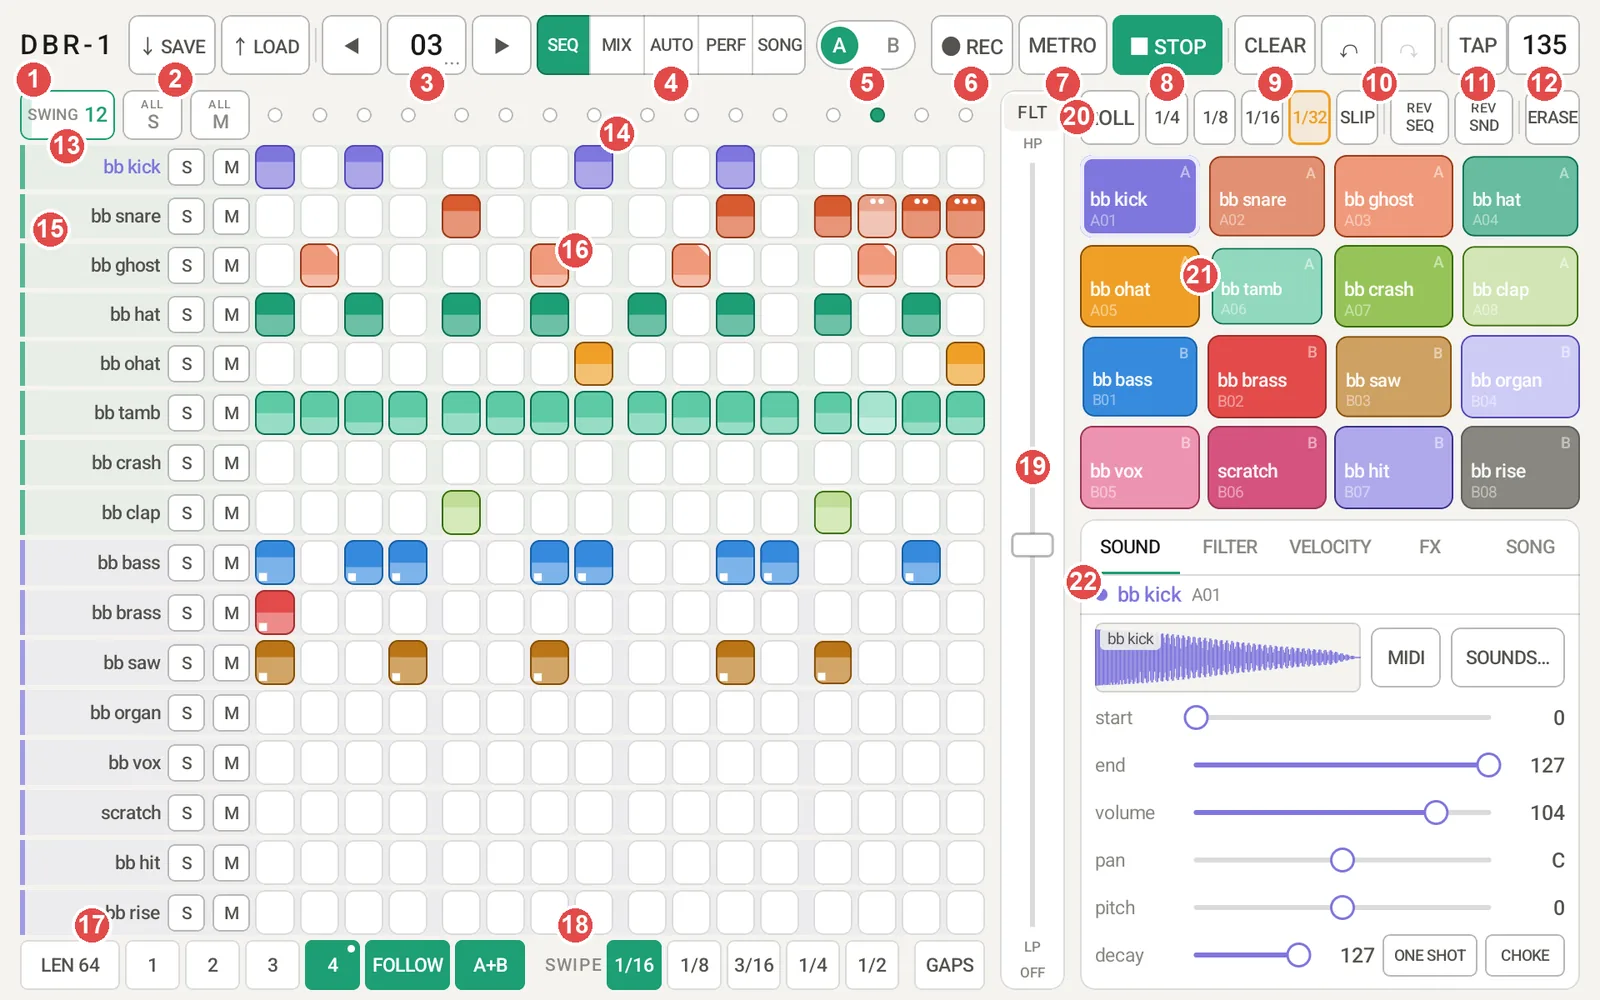 DBR-1
↓ SAVE
↑ LOAD
◀
03
...
▶
SEQ
MIX
AUTO
PERF
SONG
A
B
REC
METRO
STOP
CLEAR
TAP
135
1
2
3
4
5
6
7
8
9
10
11
12
SWING 12
ALL
S
ALL
M
13
14
FLT
20
OLL
1/4
1/8
1/16
1/32
SLIP
REV
SEQ
REV
SND
ERASE
HP
bb kick S M
bb snare S M
15
bb ghost S M
16
bb hat S M
bb ohat S M
bb tamb S M
bb crash S M
bb clap S M
bb bass S M
bb brass S M
bb saw S M
bb organ S M
bb vox S M
scratch S M
bb hit S M
bb rise S M
17
18
LEN 64
1
2
3
4
FOLLOW
A+B
SWIPE
1/16
1/8
3/16
1/4
1/2
GAPS
19
LP
OFF
A
bb kick
A01
A
bb snare
A02
A
bb ghost
A03
A
bb hat
A04
A
bb ohat
A05
21
A
bb tamb
A06
A
bb crash
A07
A
bb clap
A08
B
bb bass
B01
B
bb brass
B02
B
bb saw
B03
B
bb organ
B04
B
bb vox
B05
B
scratch
B06
B
bb hit
B07
B
bb rise
B08
SOUND
FILTER
VELOCITY
FX
SONG
22
bb kick A01
bb kick
MIDI
SOUNDS...
start 0
end 127
volume 104
pan C
pitch 0
decay 127
ONE SHOT
CHOKE